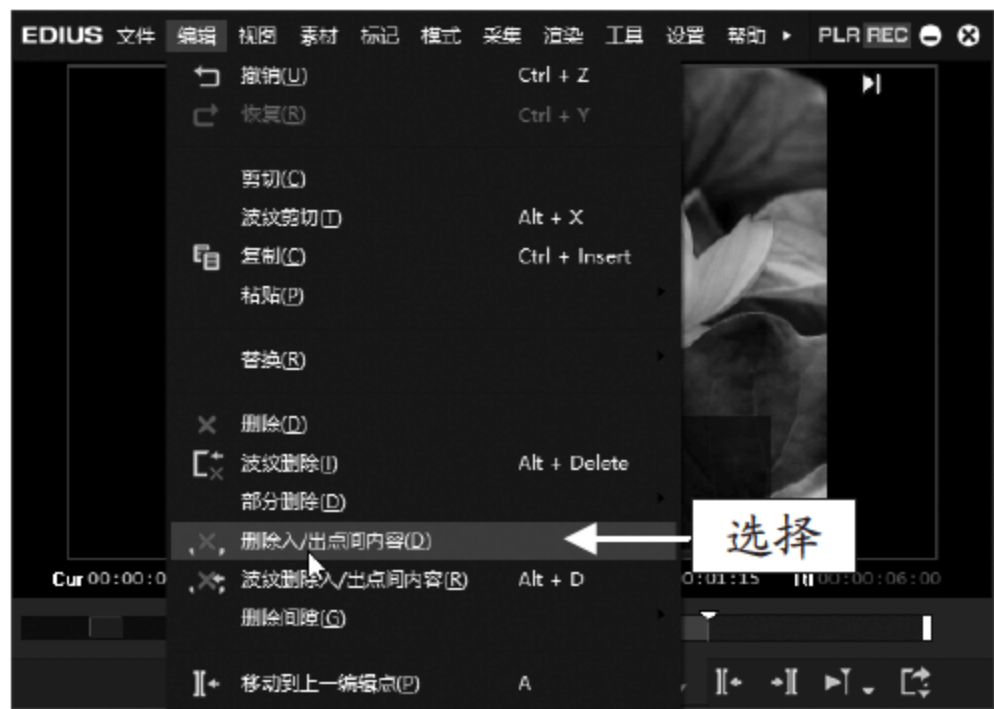 EDIUS 文件 编辑 视图 素材 标记 模式 采集 渲染 工具 设置 帮助 PLR REC
撤销(U) Ctrl + Z
恢复(R) Ctrl + Y
剪切(C)
波纹剪切(T) Alt + X
复制(C) Ctrl + Insert
粘贴(P)
替换(R)
删除(D)
波纹删除(I) Alt + Delete
部分删除(D)
删除入/出点间内容(D)
选择
Cur 00:00:0
波纹删除入/出点间内容(R) Alt + D
0:01:15
00:00:06:00
删除间隙(G)
移动到上一编辑点(P) A